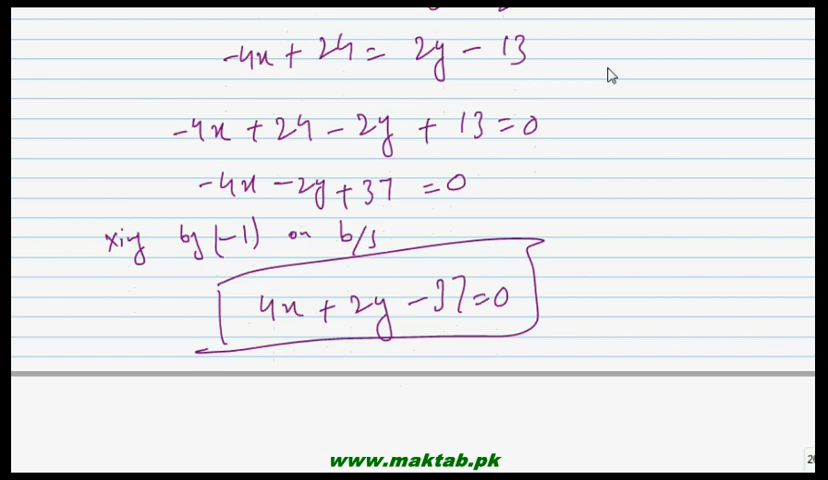 -4x + 24 = 2y - 13
-4x + 24 - 2y + 13 = 0
-4x - 2y + 37 = 0
xing by (-1) on b/s
4x + 2y - 37 = 0
www.maktab.pk